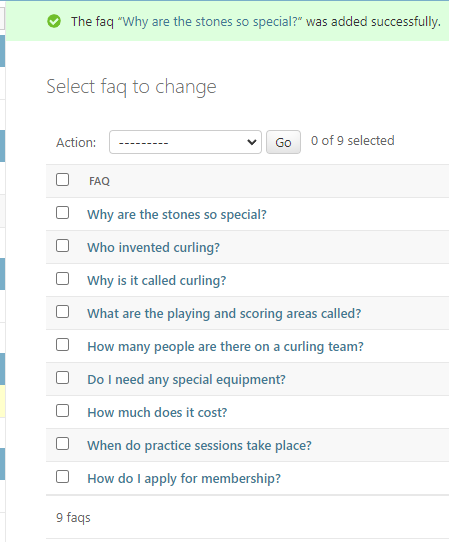 The faq “Why are the stones so special?” was added successfully.
Select faq to change
Action: --------- Go 0 of 9 selected
FAQ
Why are the stones so special?
Who invented curling?
Why is it called curling?
What are the playing and scoring areas called?
How many people are there on a curling team?
Do I need any special equipment?
How much does it cost?
When do practice sessions take place?
How do I apply for membership?
9 faqs